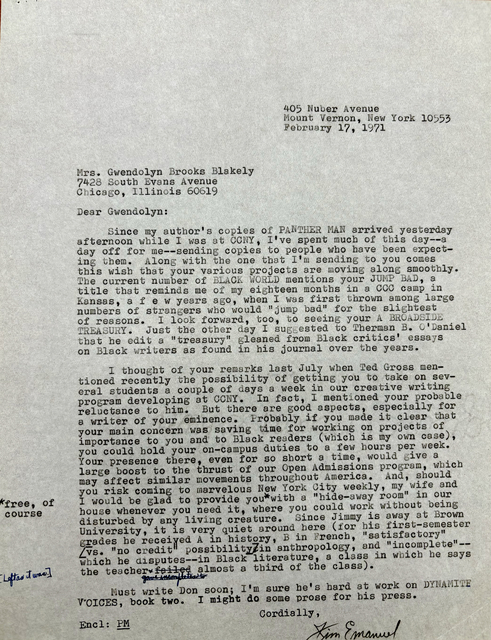 405 Nuber Avenue
Mount Vernon, New York 10553
February 17, 1971
Mrs. Gwendolyn Brooks Blakely
7428 South Evans Avenue
Chicago, Illinois 60619
Dear Gwendolyn:
Since my author's copies of PANTHER MAN arrived yesterday
afternoon while I was at CCNY, I've spent much of this day--a
day off for me--sending copies to people who have been expect-
ing them. Along with the one that I'm sending to you comes
this wish that your various projects are moving along smoothly.
The current number of BLACK WORLD mentions your JUMP BAD, a
title that reminds me of my eighteen months in a CCC camp in
Kansas, a f e w years ago, when I was first thrown among large
numbers of strangers who would "jump bad" for the slightest
of reasons. I look forward, too, to seeing your A BROADSIDE
TREASURY. Just the other day I suggested to Therman B. O'Daniel
that he edit a "treasury" gleaned from Black critics' essays
on Black writers as found in his journal over the years.
I thought of your remarks last July when Ted Gross men-
tioned recently the possibility of getting you to take on sev-
eral students a couple of days a week in our creative writing
program developing at CCNY. In fact, I mentioned your probable
reluctance to him. But there are good aspects, especially for
a writer of your eminence. Probably if you made it clear that
your main concern was saving time for working on projects of
importance to you and to Black readers (which is my own case),
you could hold your on-campus duties to a few hours per week.
Your presence there, even for so short a time, would give a
large boost to the thrust of our Open Admissions program, which
may affect similar movements throughout America. And, should
you risk coming to marvelous New York City weekly, my wife and
I would be glad to provide you* with a "hide-away room" in our
*free, of
course
house whenever you need it, where you could work without being
disturbed by any living creature. Since Jimmy is away at Brown
University, it is very quiet around here (for his first-semester
grades he received A in history, B in French, "satisfactory"
/vs. "no credit" possibility/ in anthropology, and "incomplete"--
which he disputes--in Black literature, a class in which he says
the teacher failed almost a third of the class).
gave incompletes to
Must write Don soon; I'm sure he's hard at work on DYNAMITE
VOICES, book two. I might do some prose for his press.
Cordially,
Jim Emanuel
Encl: PM